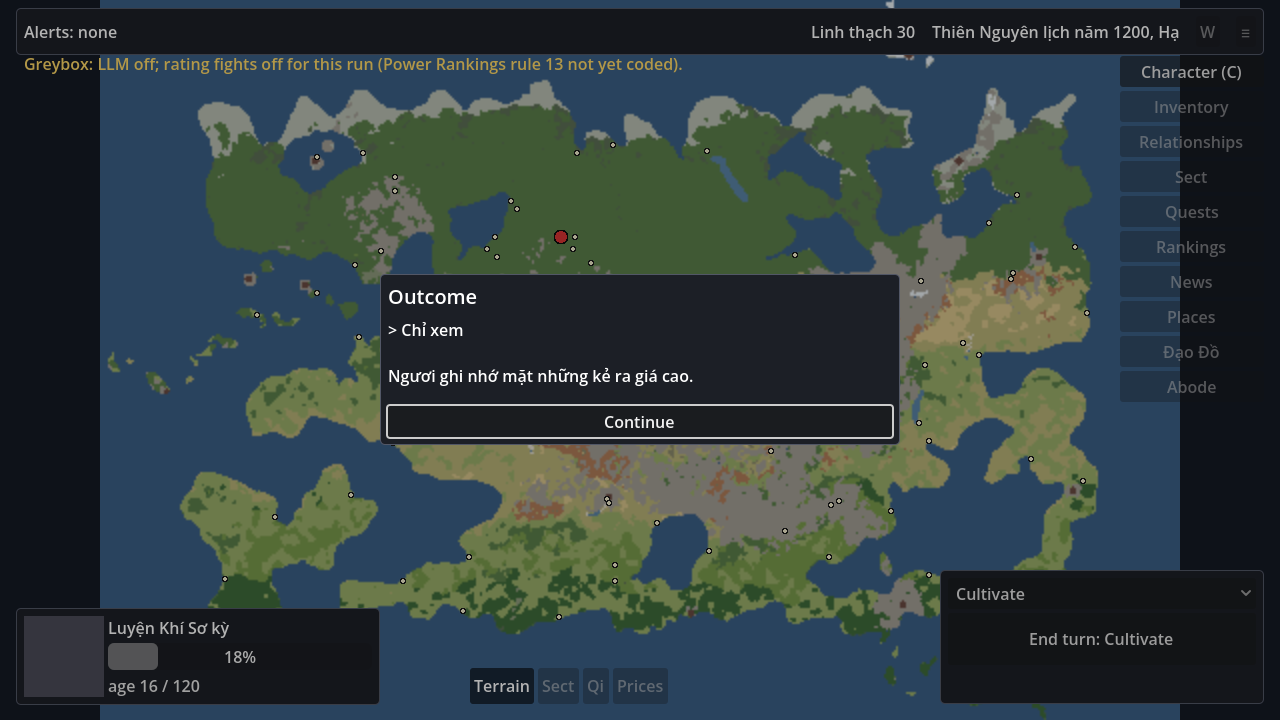 Alerts: none
Linh thạch 30
Thiên Nguyên lịch năm 1200, Hạ
W
≡
Greybox: LLM off; rating fights off for this run (Power Rankings rule 13 not yet coded).
Character (C)
Inventory
Relationships
Sect
Quests
Rankings
News
Places
Đạo Đồ
Abode
Outcome
> Chỉ xem
Ngươi ghi nhớ mặt những kẻ ra giá cao.
Continue
Luyện Khí Sơ kỳ
18%
age 16 / 120
Terrain
Sect
Qi
Prices
Cultivate
End turn: Cultivate